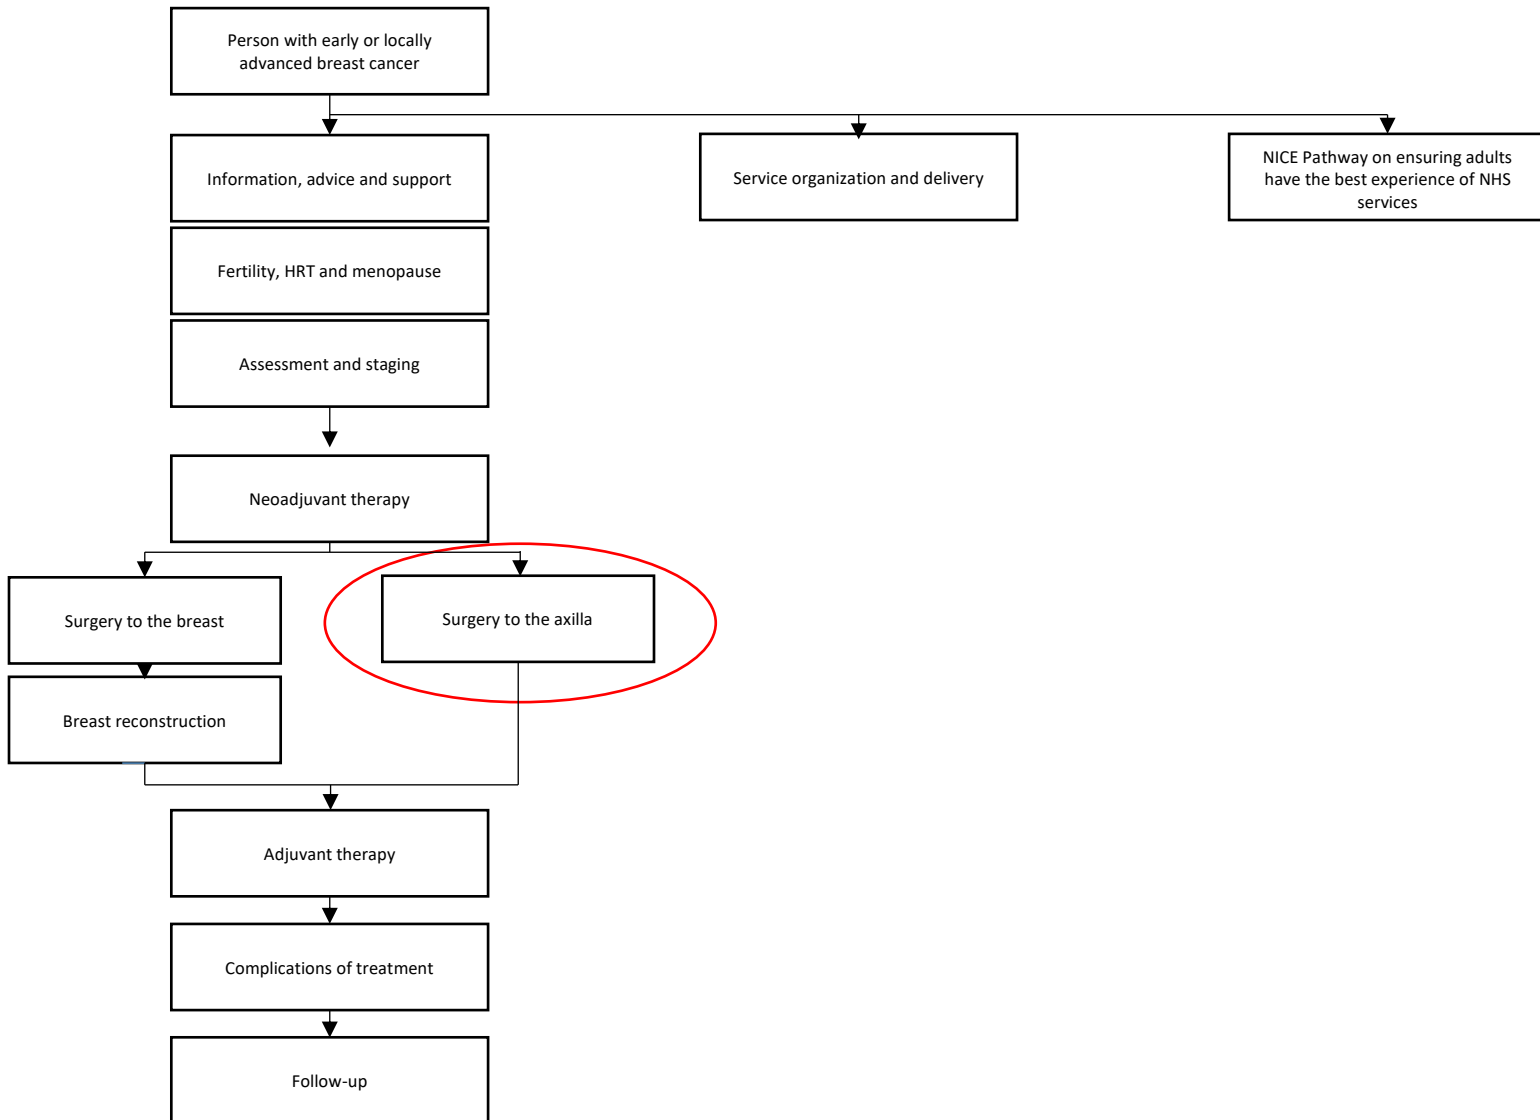 Person with early or locally
advanced breast cancer
Information, advice and support
Service organization and delivery
NICE Pathway on ensuring adults
have the best experience of NHS
services
Fertility, HRT and menopause
Assessment and staging
Neoadjuvant therapy
Surgery to the breast
Surgery to the axilla
Breast reconstruction
Adjuvant therapy
Complications of treatment
Follow-up